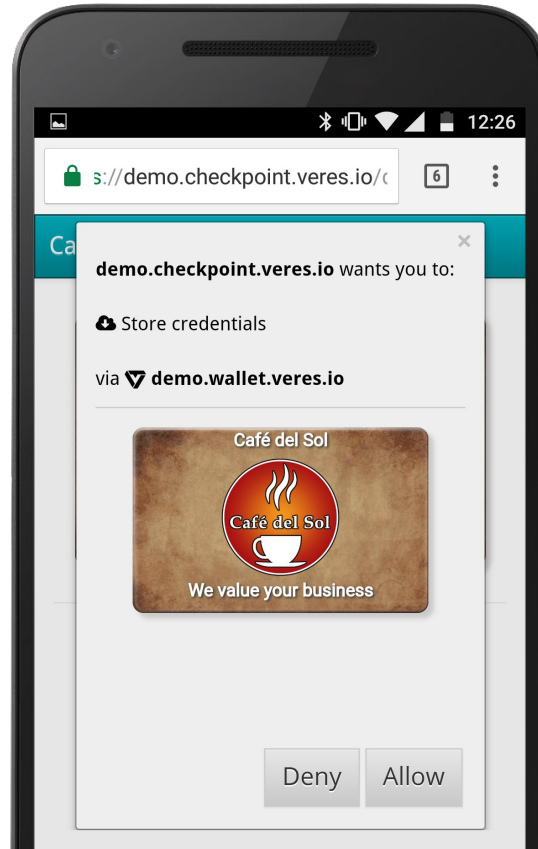 12:26
s://demo.checkpoint.veres.io/
6
Ca
demo.checkpoint.veres.io wants you to:
Store credentials
via demo.wallet.veres.io
Café del Sol
Café del Sol
We value your business
Deny Allow